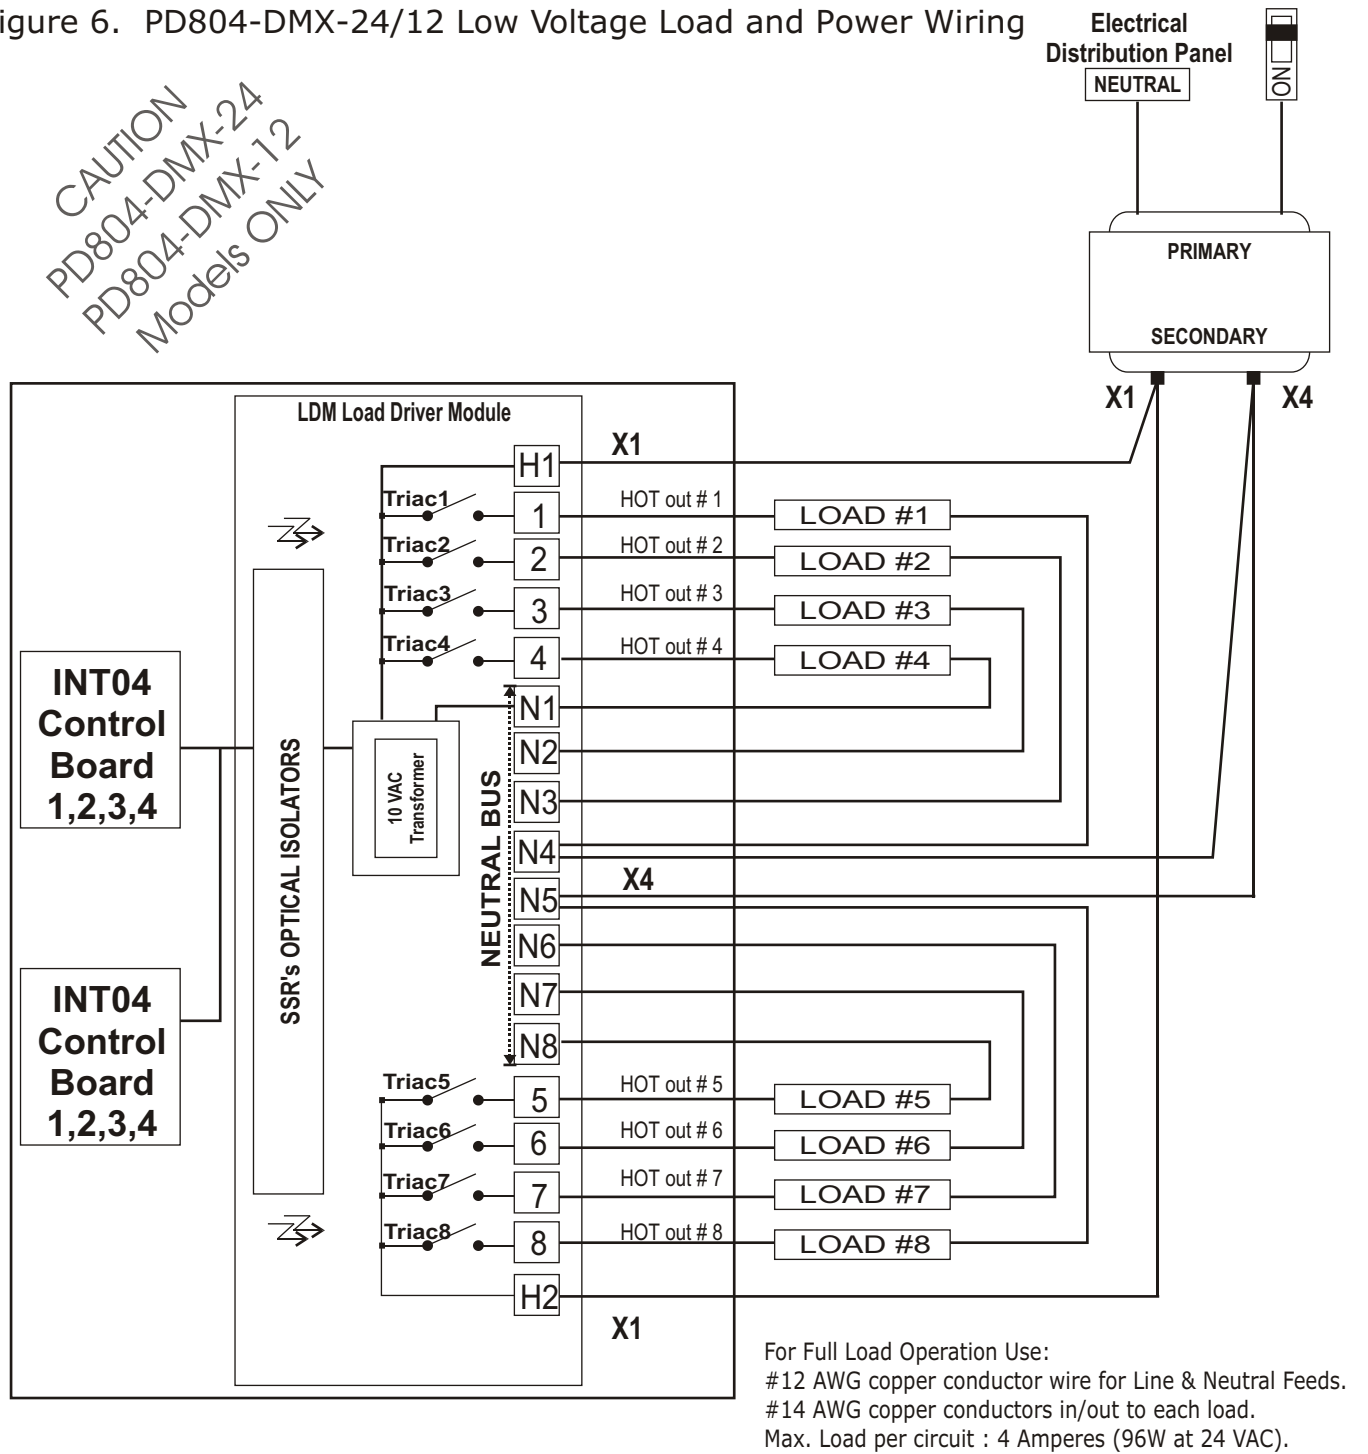 igure 6. PD804-DMX-24/12 Low Voltage Load and Power Wiring
Electrical
Distribution Panel
NEUTRAL
ON
CAUTION
PD804-DMX-24
PD804-DMX-12
Models ONLY
PRIMARY
SECONDARY
X1
X4
LDM Load Driver Module
X1
H1
Triac1
1
HOT out # 1
LOAD #1
Triac2
2
HOT out # 2
LOAD #2
Triac3
3
HOT out # 3
LOAD #3
Triac4
4
HOT out # 4
LOAD #4
INT04
Control
Board
1,2,3,4
SSR's OPTICAL ISOLATORS
10 VAC
Transformer
NEUTRAL BUS
N1
N2
N3
N4
X4
N5
N6
N7
N8
INT04
Control
Board
1,2,3,4
Triac5
5
HOT out # 5
LOAD #5
Triac6
6
HOT out # 6
LOAD #6
Triac7
7
HOT out # 7
LOAD #7
Triac8
8
HOT out # 8
LOAD #8
H2
X1
For Full Load Operation Use:
#12 AWG copper conductor wire for Line & Neutral Feeds.
#14 AWG copper conductors in/out to each load.
Max. Load per circuit : 4 Amperes (96W at 24 VAC).